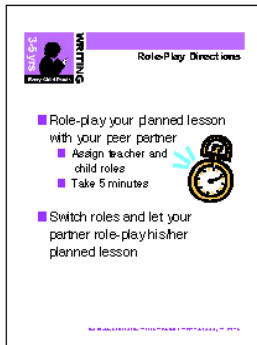 3-5 yrs
WRITING
Every Child Reads
Role-Play Directions
Role-play your planned lesson
with your peer partner
Assign teacher and
child roles
Take 5 minutes
Switch roles and let your
partner role-play his/her
planned lesson